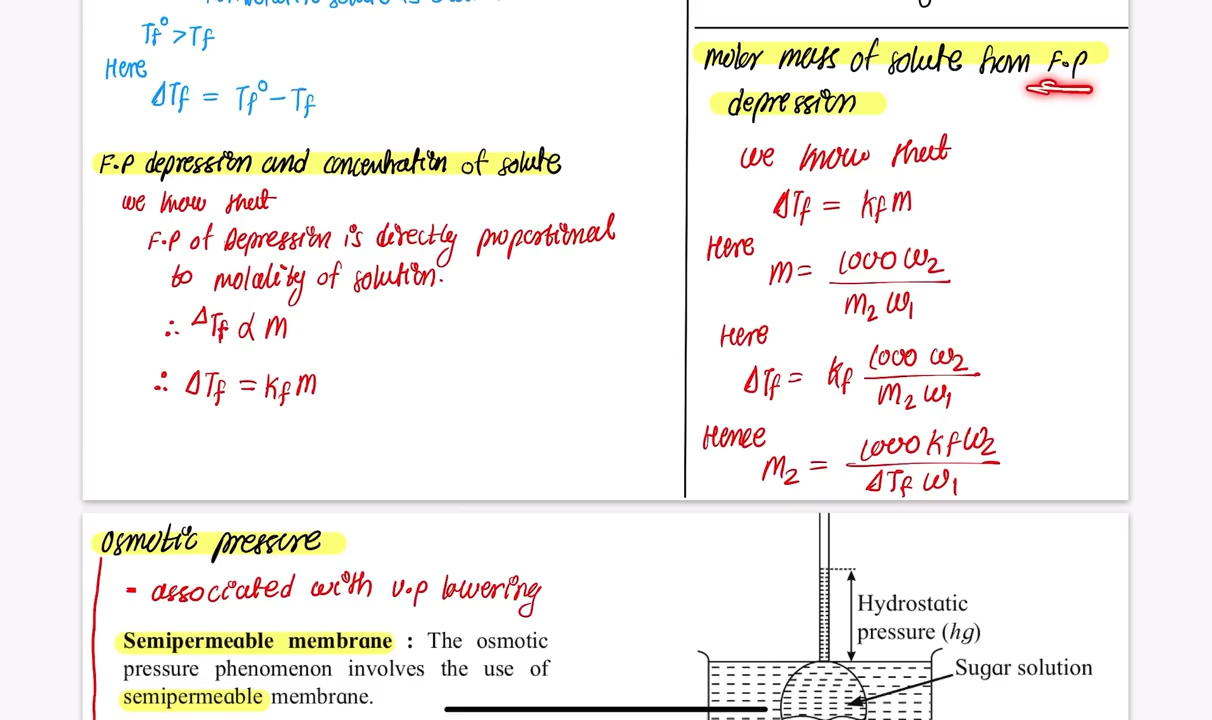 Tf° > Tf
Here
ΔTf = Tf° - Tf
F.P depression and concentration of solute
we know that
F.P of Depression is directly proportional
to molality of solution.
∴ ΔTf ∝ m
∴ ΔTf = Kf m
molar mass of solute from F.P
depression
we know that
ΔTf = Kf m
Here
m = 1000 W2 / M2 W1
Here
ΔTf = Kf 1000 W2 / M2 W1
Hence
M2 = 1000 Kf W2 / ΔTf W1
Osmotic pressure
- associated with V.P lowering
Semipermeable membrane : The osmotic
pressure phenomenon involves the use of
semipermeable membrane.
Hydrostatic
pressure (hg)
Sugar solution